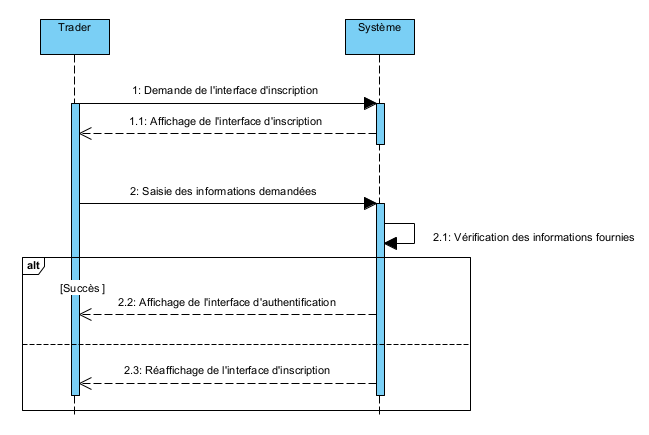 Trader
Système
1: Demande de l'interface d'inscription
1.1: Affichage de l'interface d'inscription
2: Saisie des informations demandées
2.1: Vérification des informations fournies
alt
[Succès ]
2.2: Affichage de l'interface d'authentification
2.3: Réaffichage de l'interface d'inscription